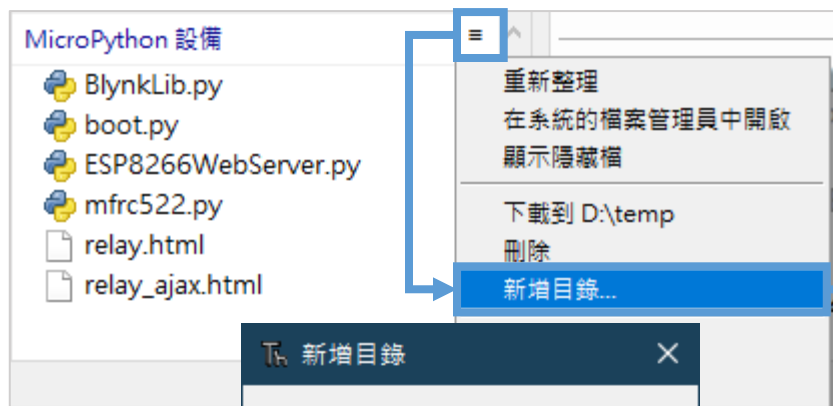 MicroPython 設備
≡
BlynkLib.py
boot.py
ESP8266WebServer.py
mfrc522.py
relay.html
relay_ajax.html
重新整理
在系統的檔案管理員中開啟
顯示隱藏檔
下載到 D:\temp
刪除
新增目錄...
Th 新增目錄